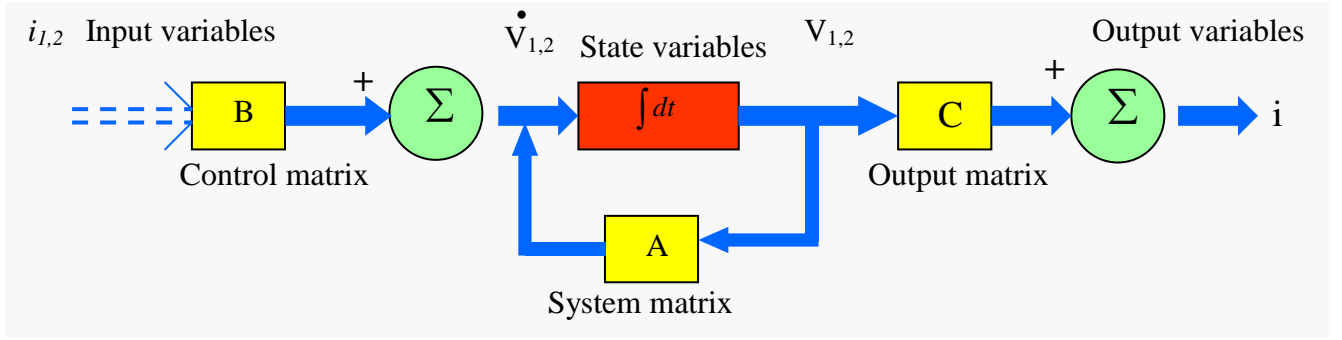 i1,2 Input variables
V̇1,2
State variables
V1,2
Output variables
B
+
Σ
∫dt
C
+
Σ
i
Control matrix
Output matrix
A
System matrix